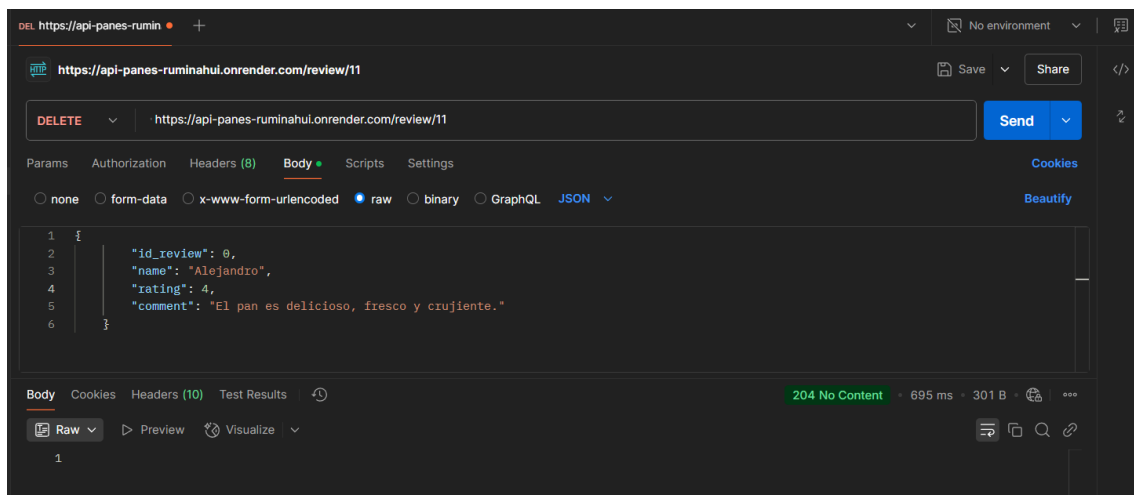 DEL https://api-panes-rumin
No environment
HTTP https://api-panes-ruminahui.onrender.com/review/11
Save
Share
DELETE
https://api-panes-ruminahui.onrender.com/review/11
Send
Params Authorization Headers (8) Body Scripts Settings
Cookies
none form-data x-www-form-urlencoded raw binary GraphQL JSON
Beautify
1 {
2 "id_review": 0,
3 "name": "Alejandro",
4 "rating": 4,
5 "comment": "El pan es delicioso, fresco y crujiente."
6 }
Body Cookies Headers (10) Test Results
204 No Content • 695 ms • 301 B
Raw Preview Visualize
1